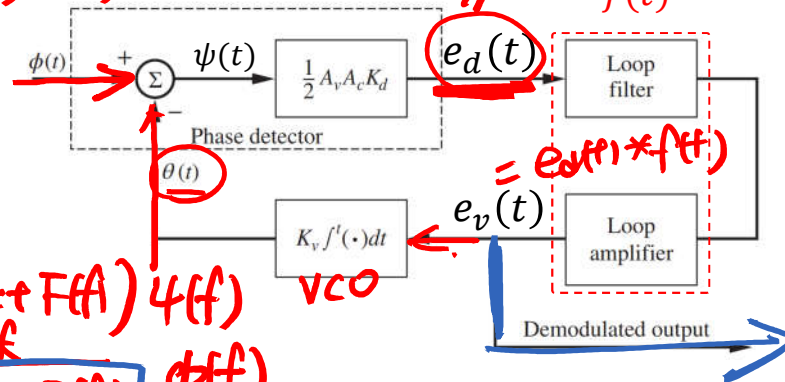 f(t)
ϕ(t) + Σ ψ(t) ½ A_v A_c K_d e_d(t) Loop filter
−
Phase detector
θ(t)
= e_d(t) * f(t)
K_v ∫^t (·)dt e_v(t) Loop amplifier
VCO
F(f)) ψ(f)
Demodulated output
ϕ(f)